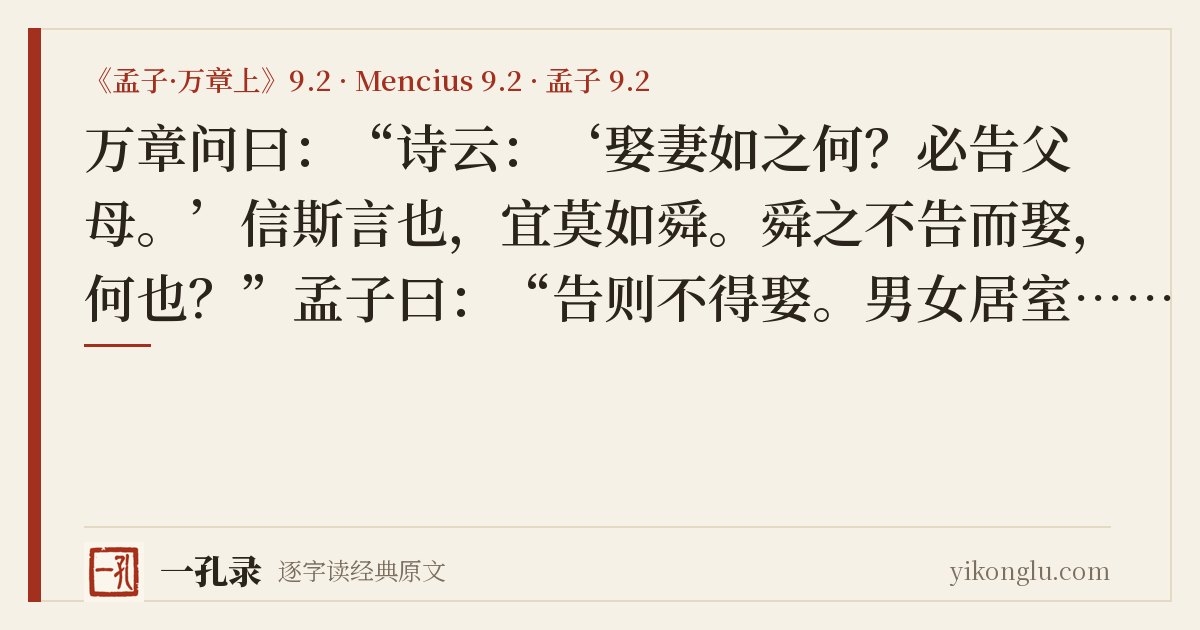 《孟子·万章上》9.2 · Mencius 9.2 · 孟子 9.2
万章问曰：“诗云：‘娶妻如之何？必告父
母。’信斯言也，宜莫如舜。舜之不告而娶，
何也？”孟子曰：“告则不得娶。男女居室……
一孔
一孔录 逐字读经典原文
yikonglu.com